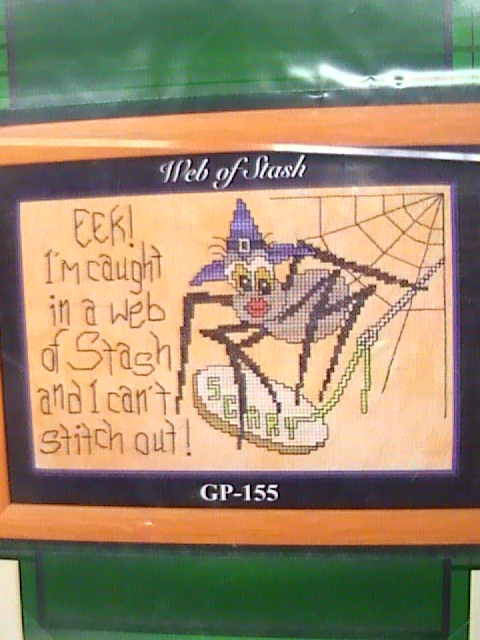 Web of Stash
EEK!
I'm caught
in a web
of Stash
and I can't
stitch out!
SCARY
GP-155